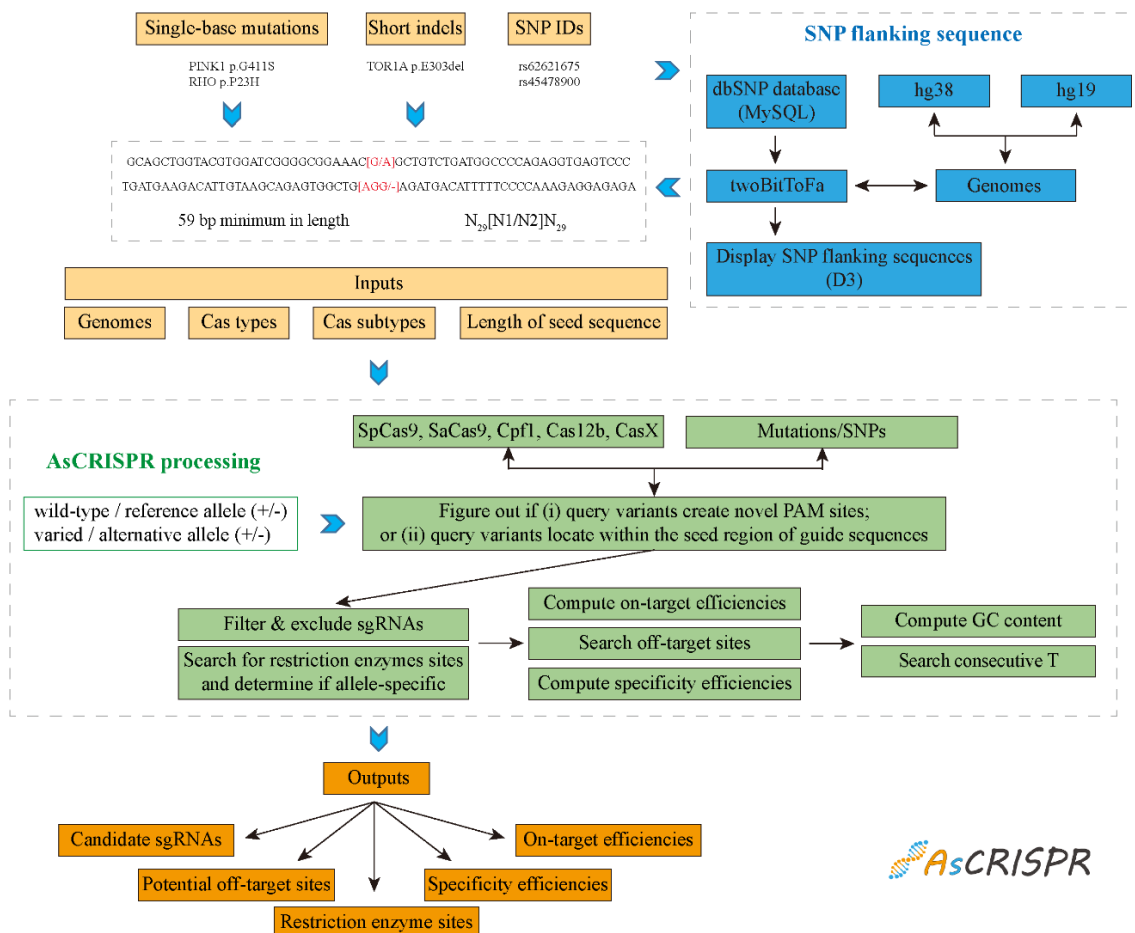 Single-base mutations
Short indels
SNP IDs
PINK1 p.G411S
RHO p.P23H
TOR1A p.E303del
rs62621675
rs45478900
GCAGCTGGTACGTGGATCGGGGCGGAAAC[G/A]GCTGTCTGATGGCCCCAGAGGTGAGTCCC
TGATGAAGACATTGTAAGCAGAGTGGCTG[AGG/-]AGATGACATTTTTCCCCAAAGAGGAGAGA
59 bp minimum in length
N29[N1/N2]N29
SNP flanking sequence
dbSNP database
(MySQL)
hg38
hg19
twoBitToFa
Genomes
Display SNP flanking sequences
(D3)
Inputs
Genomes
Cas types
Cas subtypes
Length of seed sequence
AsCRISPR processing
SpCas9, SaCas9, Cpf1, Cas12b, CasX
Mutations/SNPs
wild-type / reference allele (+/-)
varied / alternative allele (+/-)
Figure out if (i) query variants create novel PAM sites;
or (ii) query variants locate within the seed region of guide sequences
Filter & exclude sgRNAs
Search for restriction enzymes sites
and determine if allele-specific
Compute on-target efficiencies
Search off-target sites
Compute specificity efficiencies
Compute GC content
Search consecutive T
Outputs
Candidate sgRNAs
Potential off-target sites
Restriction enzyme sites
Specificity efficiencies
On-target efficiencies
AsCRISPR